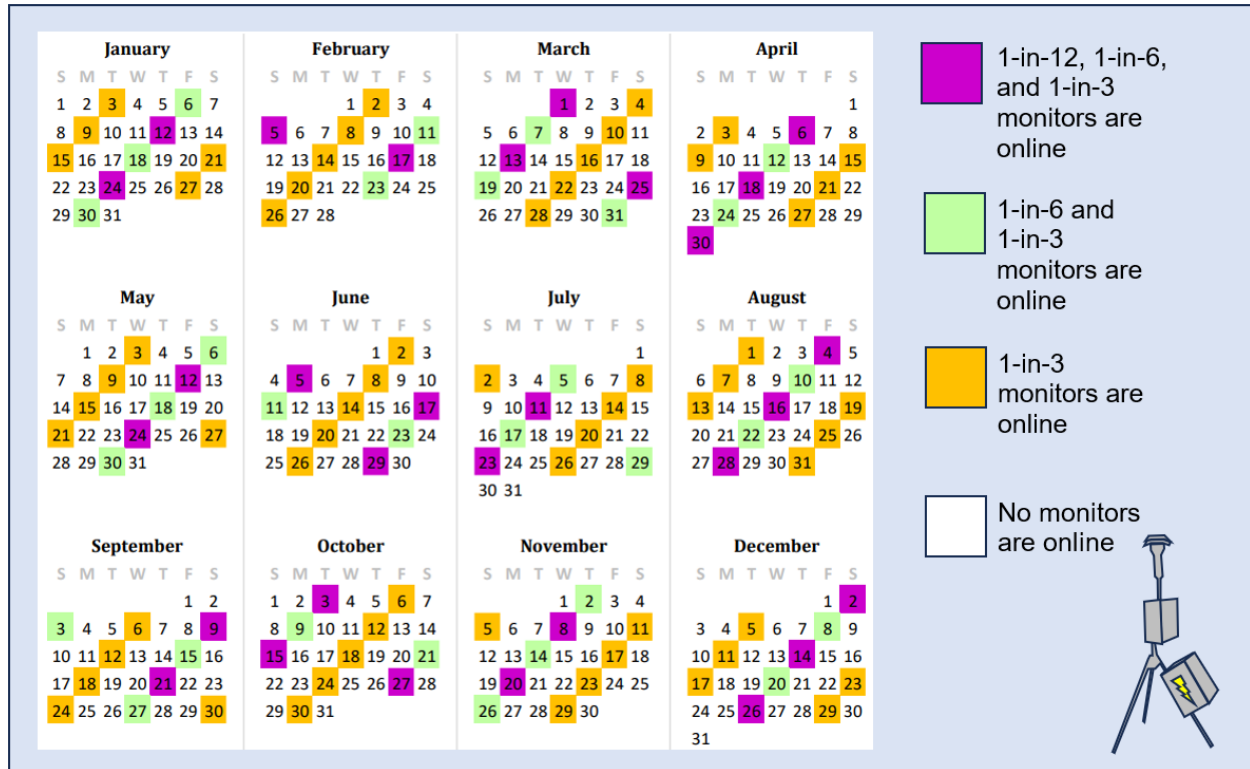 January February March April
S M T W T F S S M T W T F S S M T W T F S S M T W T F S
1 2 3 4 5 6 7 1 2 3 4 1 2 3 4 1
8 9 10 11 12 13 14 5 6 7 8 9 10 11 5 6 7 8 9 10 11 2 3 4 5 6 7 8
15 16 17 18 19 20 21 12 13 14 15 16 17 18 12 13 14 15 16 17 18 9 10 11 12 13 14 15
22 23 24 25 26 27 28 19 20 21 22 23 24 25 19 20 21 22 23 24 25 16 17 18 19 20 21 22
29 30 31 26 27 28 26 27 28 29 30 31 23 24 25 26 27 28 29
30
May June July August
S M T W T F S S M T W T F S S M T W T F S S M T W T F S
1 2 3 4 5 6 1 2 3 1 1 2 3 4 5
7 8 9 10 11 12 13 4 5 6 7 8 9 10 2 3 4 5 6 7 8 6 7 8 9 10 11 12
14 15 16 17 18 19 20 11 12 13 14 15 16 17 9 10 11 12 13 14 15 13 14 15 16 17 18 19
21 22 23 24 25 26 27 18 19 20 21 22 23 24 16 17 18 19 20 21 22 20 21 22 23 24 25 26
28 29 30 31 25 26 27 28 29 30 23 24 25 26 27 28 29 27 28 29 30 31
30 31
September October November December
S M T W T F S S M T W T F S S M T W T F S S M T W T F S
1 2 1 2 3 4 5 6 7 1 2 3 4 1 2
3 4 5 6 7 8 9 8 9 10 11 12 13 14 5 6 7 8 9 10 11 3 4 5 6 7 8 9
10 11 12 13 14 15 16 15 16 17 18 19 20 21 12 13 14 15 16 17 18 10 11 12 13 14 15 16
17 18 19 20 21 22 23 22 23 24 25 26 27 28 19 20 21 22 23 24 25 17 18 19 20 21 22 23
24 25 26 27 28 29 30 29 30 31 26 27 28 29 30 24 25 26 27 28 29 30
31
1-in-12, 1-in-6,
and 1-in-3
monitors are
online
1-in-6 and
1-in-3
monitors are
online
1-in-3
monitors are
online
No monitors
are online